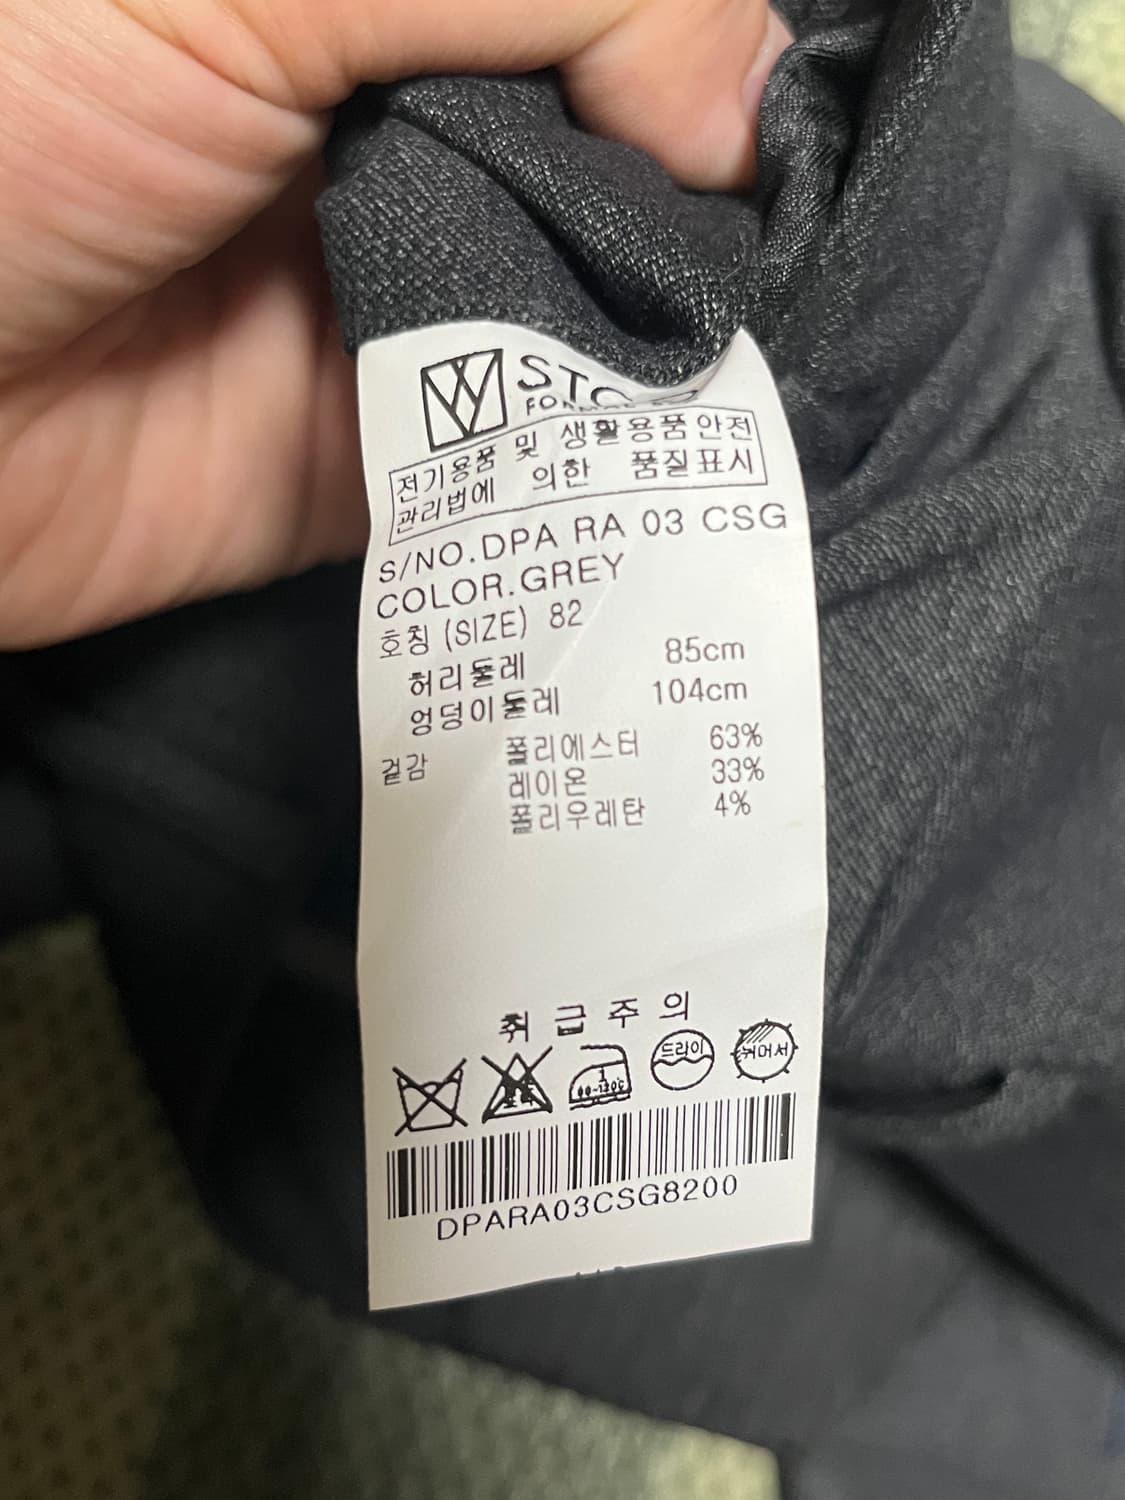 전기용품 및 생활용품안전
관리법에 의한 품질표시
S/NO.DPA RA 03 CSG
COLOR.GREY
호칭 (SIZE) 82
허리둘레 85cm
엉덩이둘레 104cm
겉감 폴리에스터 63%
레이온 33%
폴리우레탄 4%
취급주의
드라이
뉘어서
DPARA03CSG8200